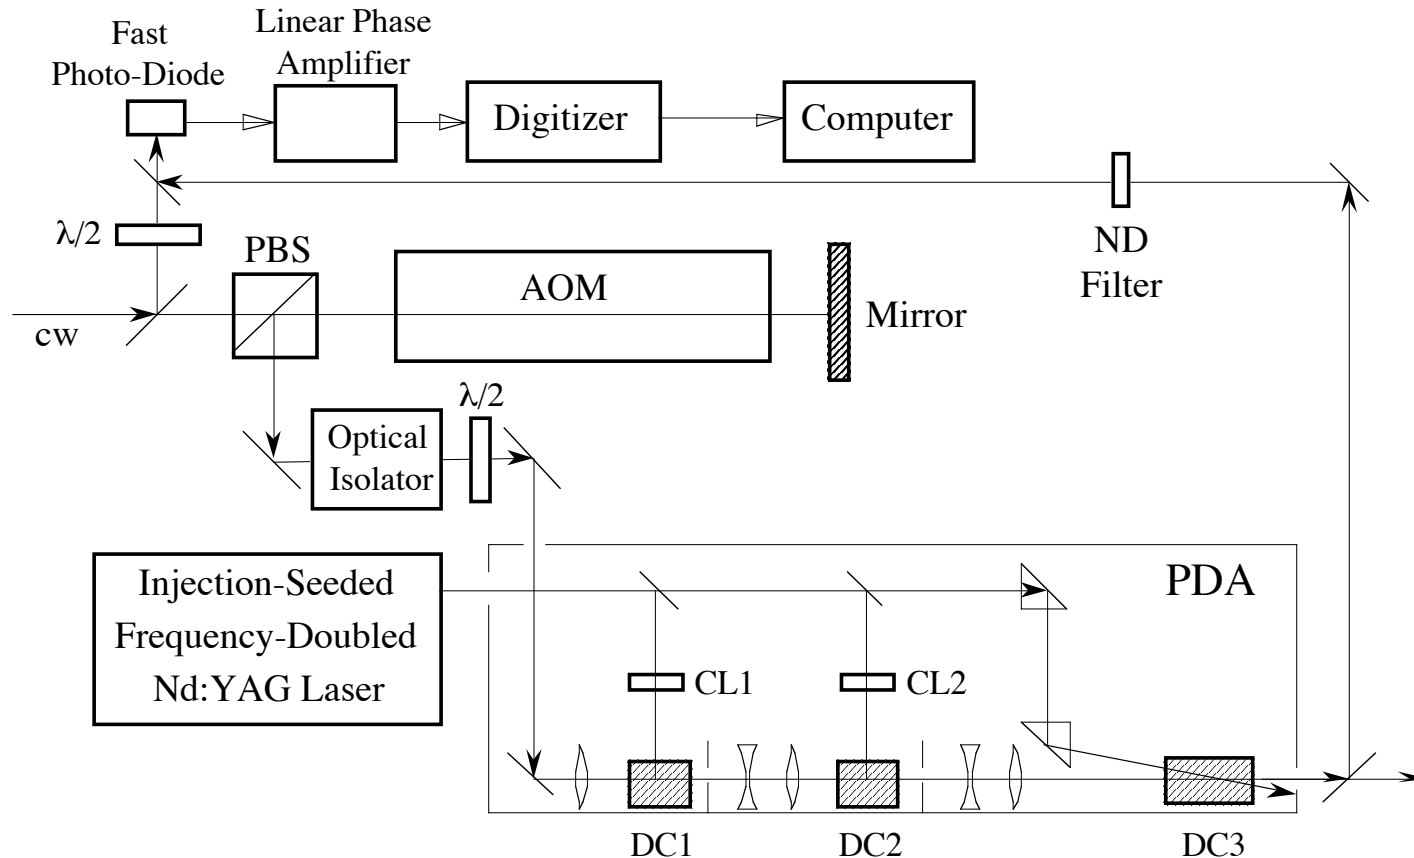 Fast
Photo-Diode
Linear Phase
Amplifier
Digitizer
Computer
λ/2
PBS
AOM
ND
Filter
cw
Mirror
λ/2
Optical
Isolator
Injection-Seeded
Frequency-Doubled
Nd:YAG Laser
PDA
CL1
CL2
DC1
DC2
DC3